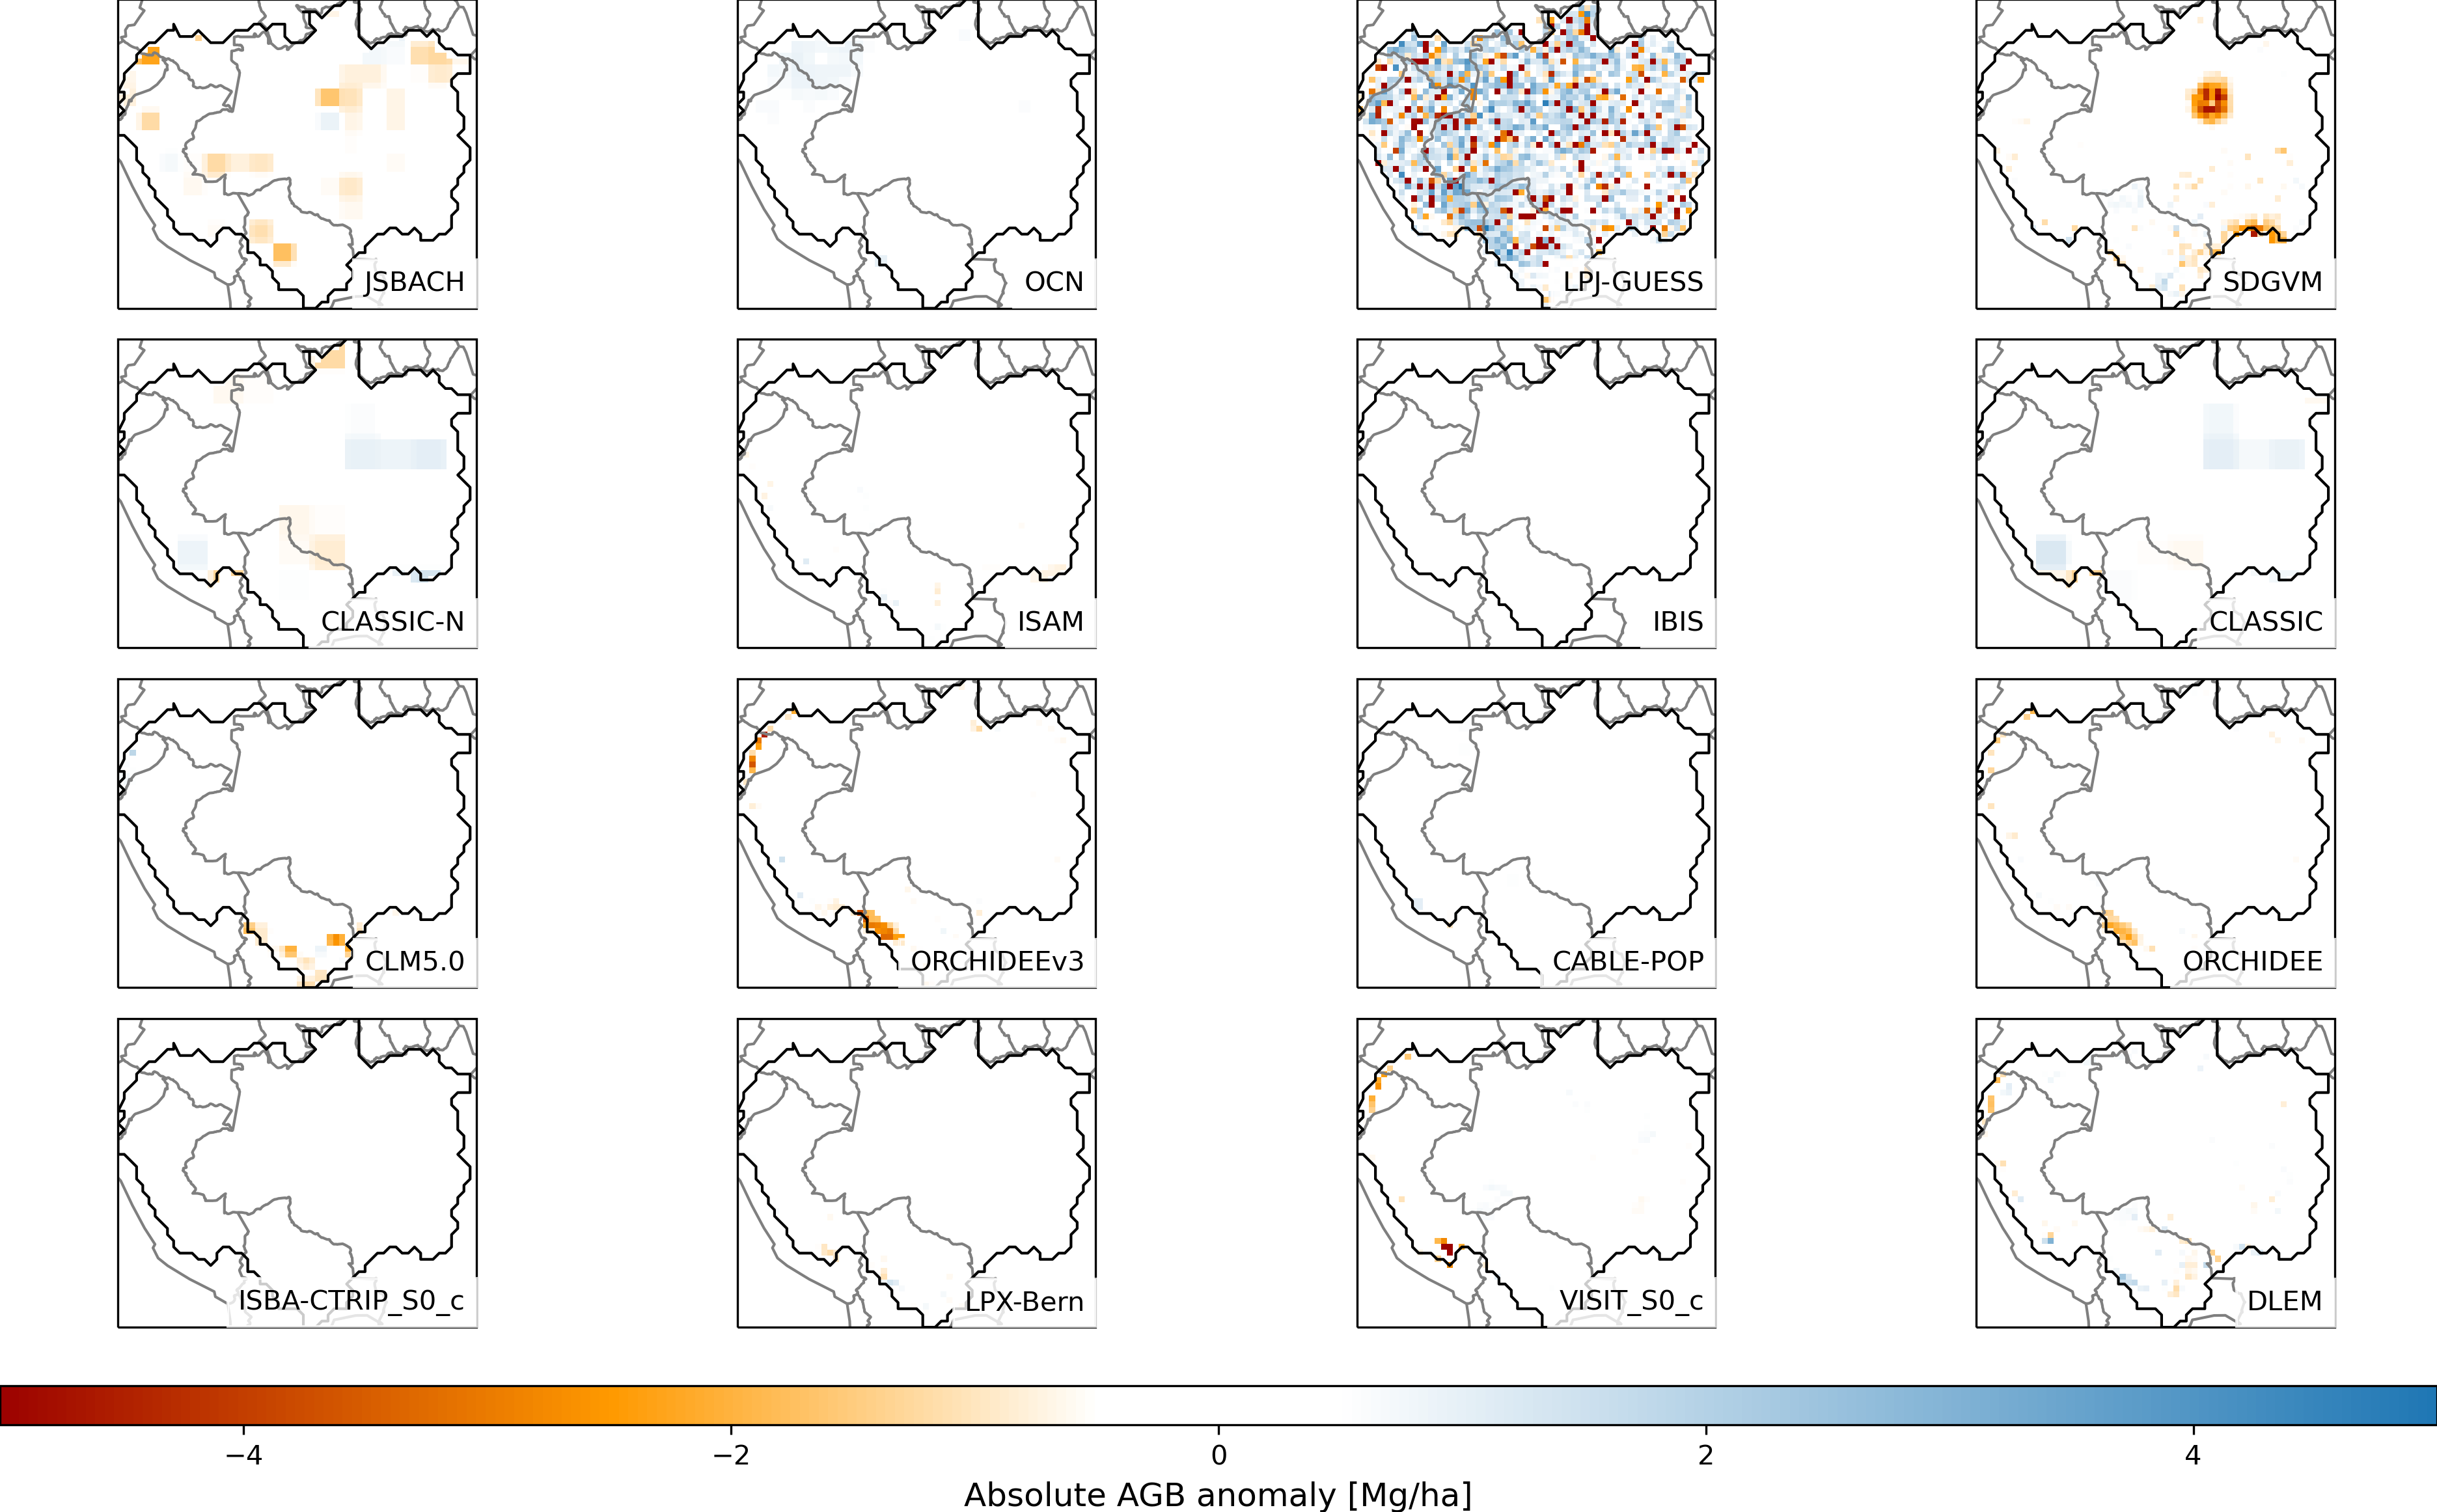 JSBACH
OCN
LPJ-GUESS
SDGVM
CLASSIC-N
ISAM
IBIS
CLASSIC
CLM5.0
ORCHIDEEv3
CABLE-POP
ORCHIDEE
ISBA-CTRIP_S0_c
LPX-Bern
VISIT_S0_c
DLEM
−4
−2
0
2
4
Absolute AGB anomaly [Mg/ha]